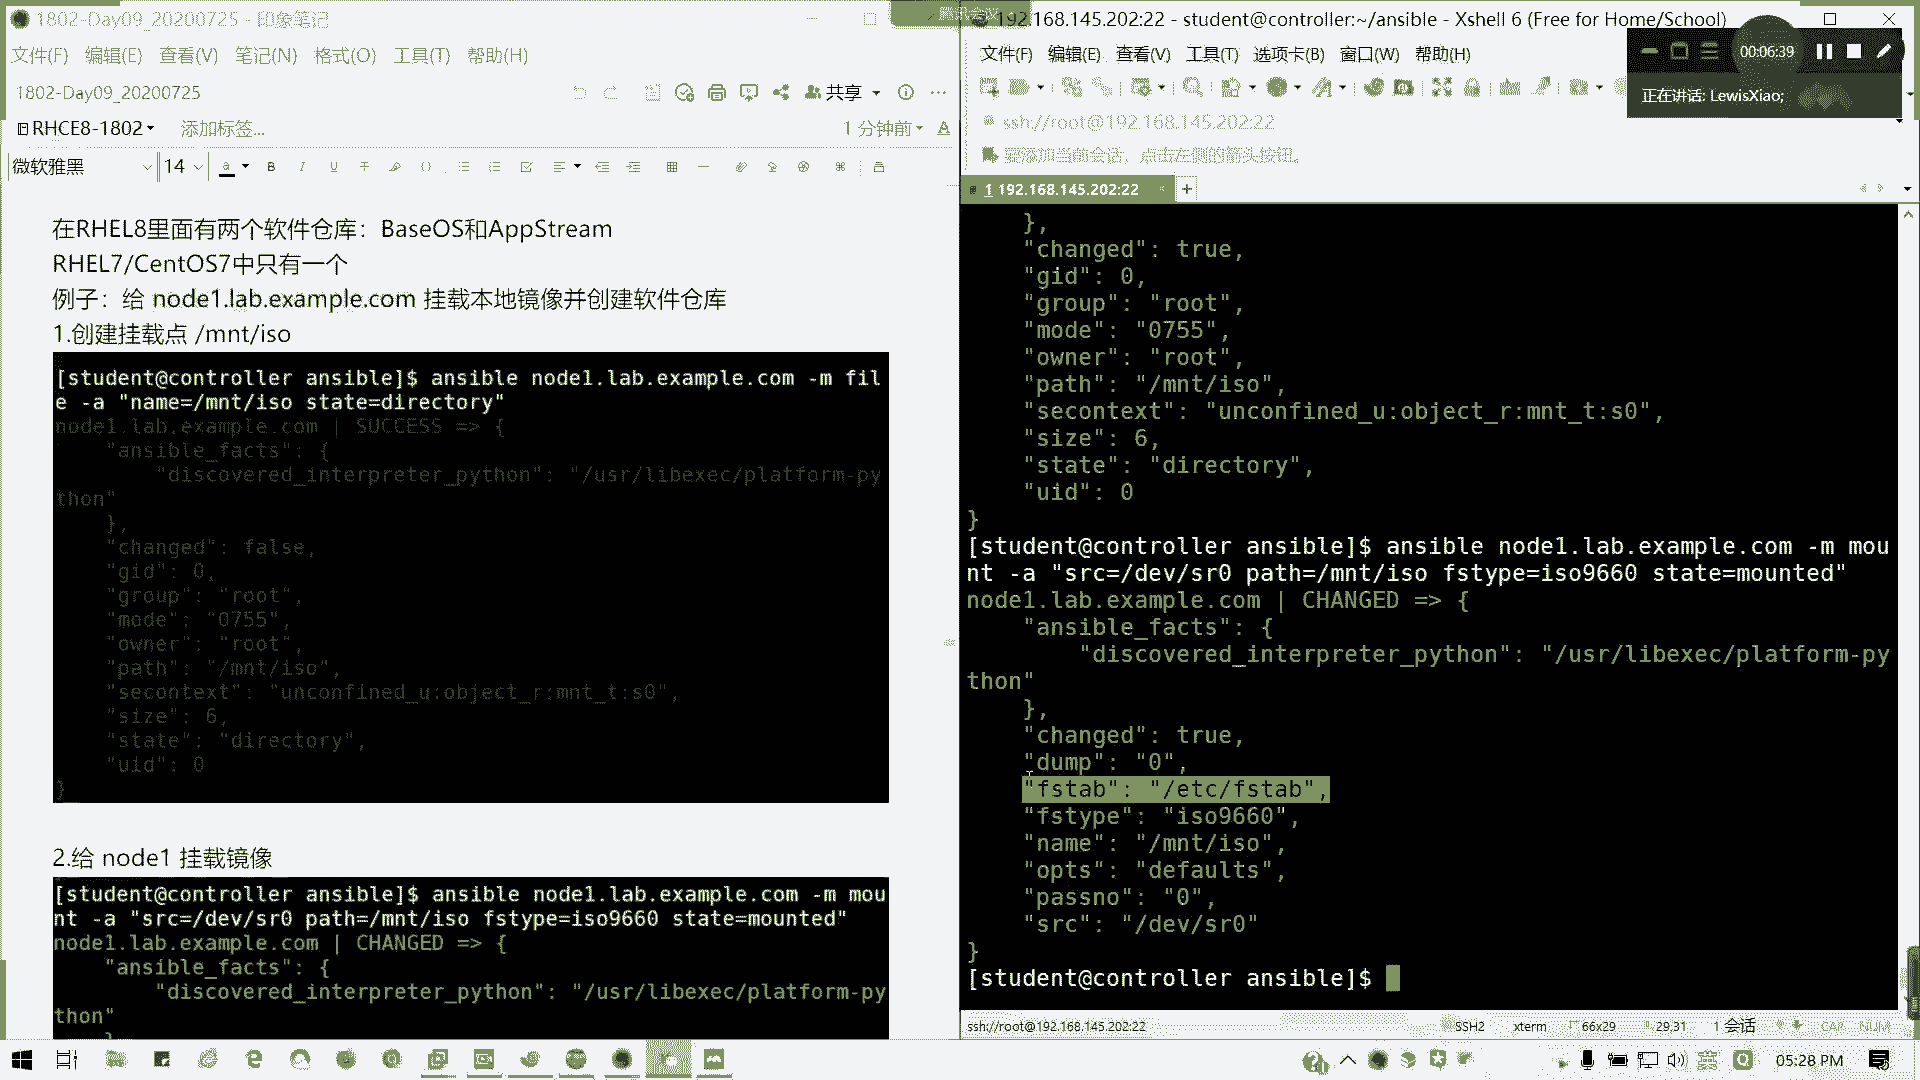 1802-Day09_20200725 - 印象笔记
文件(F) 编辑(E) 查看(V) 笔记(N) 格式(O) 工具(T) 帮助(H)
1802-Day09_20200725
共享
RHCE8-1802
添加标签...
1 分钟前
微软雅黑
14
在RHEL8里面有两个软件仓库：BaseOS和AppStream
RHEL7/CentOS7中只有一个
例子：给 node1.lab.example.com 挂载本地镜像并创建软件仓库
1.创建挂载点 /mnt/iso
[student@controller ansible]$ ansible node1.lab.example.com -m fil
e -a "name=/mnt/iso state=directory"
node1.lab.example.com | SUCCESS => {
"ansible_facts": {
"discovered_interpreter_python": "/usr/libexec/platform-py
thon"
},
"changed": false,
"gid": 0,
"group": "root",
"mode": "0755",
"owner": "root",
"path": "/mnt/iso",
"secontext": "unconfined_u:object_r:mnt_t:s0",
"size": 6,
"state": "directory",
"uid": 0
}
2.给 node1 挂载镜像
[student@controller ansible]$ ansible node1.lab.example.com -m mou
nt -a "src=/dev/sr0 path=/mnt/iso fstype=iso9660 state=mounted"
node1.lab.example.com | CHANGED => {
"ansible_facts": {
"discovered_interpreter_python": "/usr/libexec/platform-py
thon"
腾讯会议
192.168.145.202:22 - student@controller:~/ansible - Xshell 6 (Free for Home/School)
文件(F) 编辑(E) 查看(V) 工具(T) 选项卡(B) 窗口(W) 帮助(H)
00:06:39
正在讲话: LewisXiao;
ssh://root@192.168.145.202:22
要添加当前会话，点击左侧的箭头按钮。
1 192.168.145.202:22
},
"changed": true,
"gid": 0,
"group": "root",
"mode": "0755",
"owner": "root",
"path": "/mnt/iso",
"secontext": "unconfined_u:object_r:mnt_t:s0",
"size": 6,
"state": "directory",
"uid": 0
}
[student@controller ansible]$ ansible node1.lab.example.com -m mou
nt -a "src=/dev/sr0 path=/mnt/iso fstype=iso9660 state=mounted"
node1.lab.example.com | CHANGED => {
"ansible_facts": {
"discovered_interpreter_python": "/usr/libexec/platform-py
thon"
},
"changed": true,
"dump": "0",
"fstab": "/etc/fstab",
"fstype": "iso9660",
"name": "/mnt/iso",
"opts": "defaults",
"passno": "0",
"src": "/dev/sr0"
}
[student@controller ansible]$
ssh://root@192.168.145.202:22 SSH2 xterm 66x29 29,31 1 会话 CAP NUM
05:28 PM